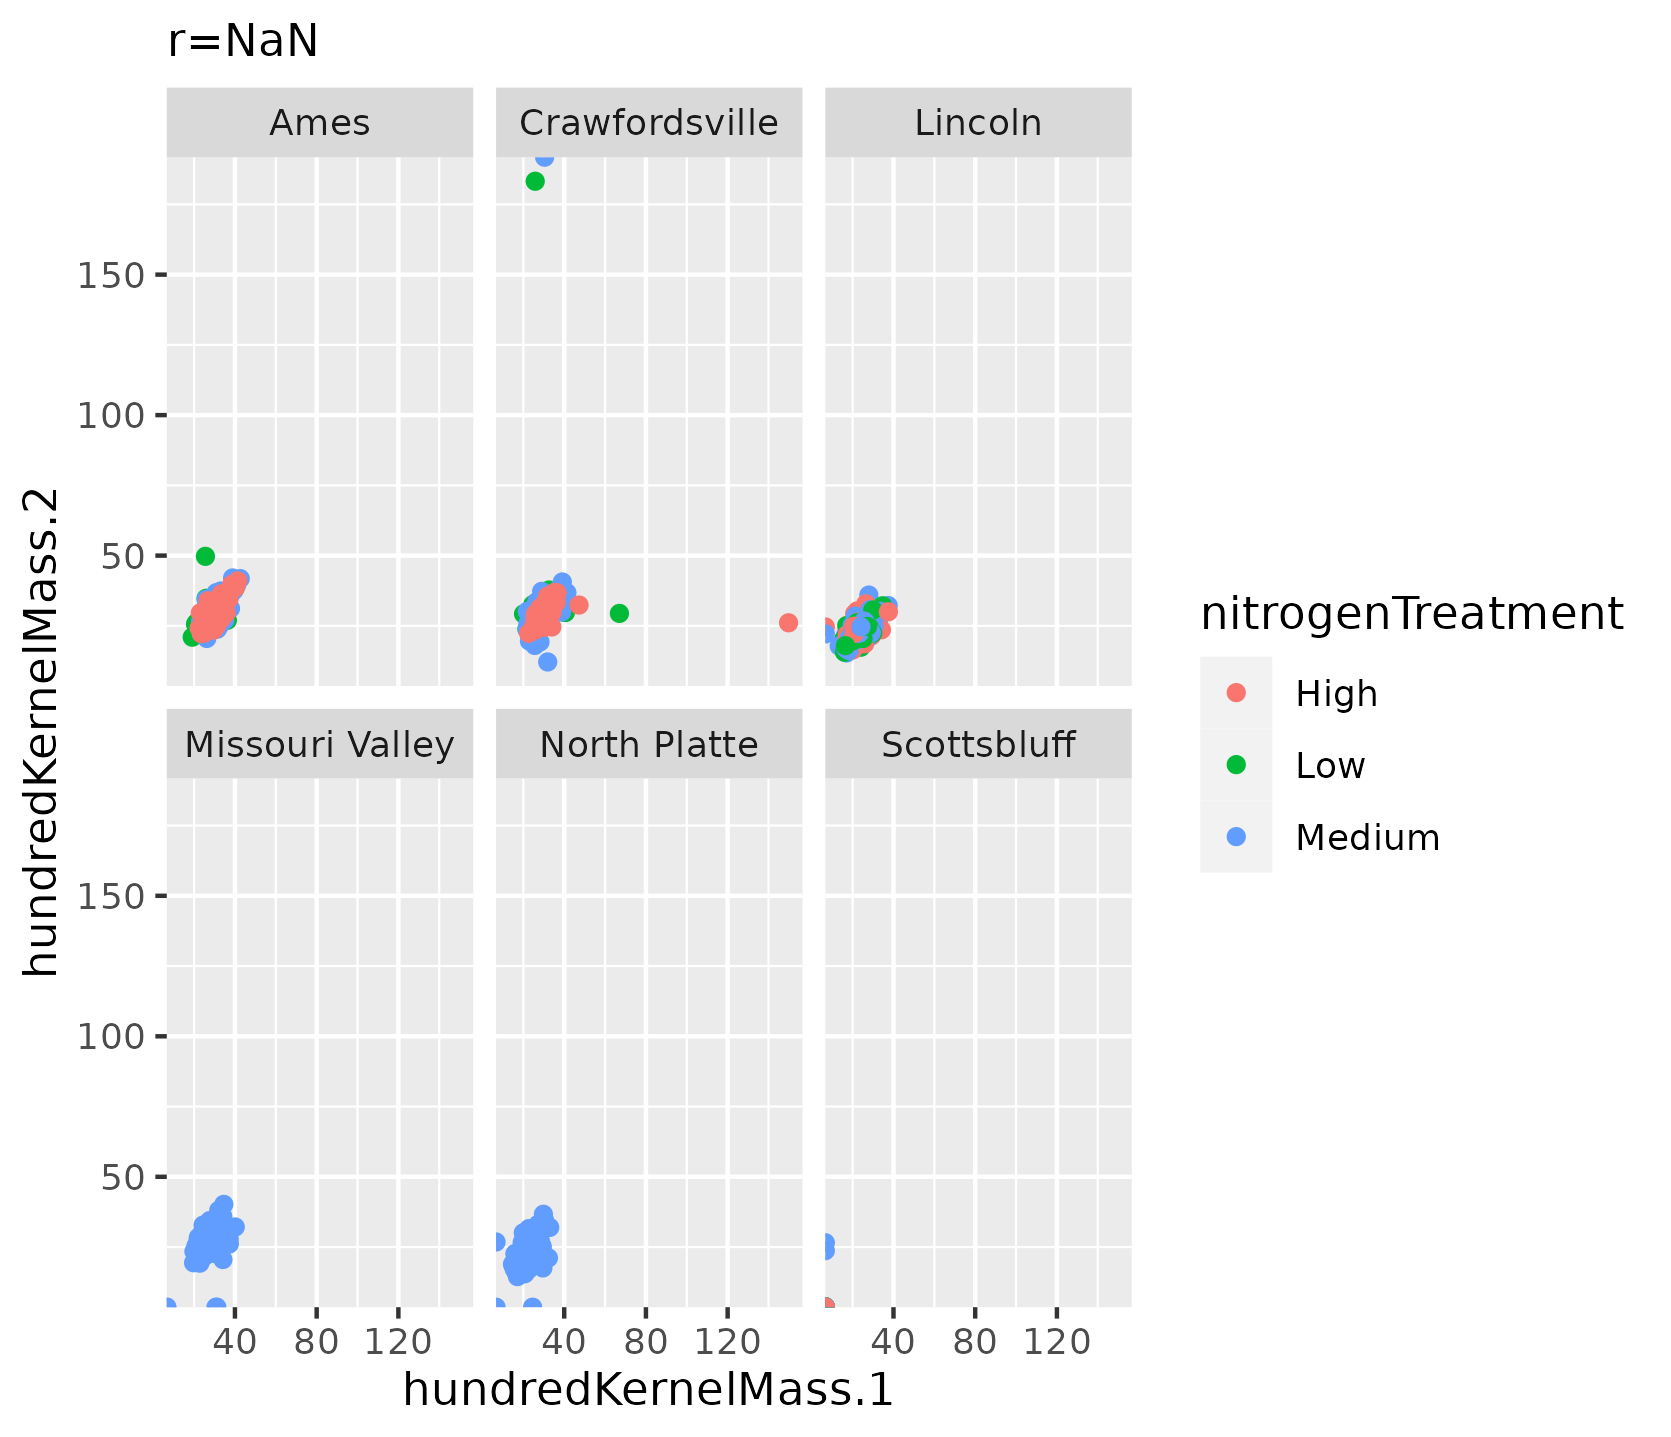 r=NaN
Ames Crawfordsville Lincoln
150
100
50
Missouri Valley North Platte Scottsbluff
150
100
50
40 80 120 40 80 120 40 80 120
hundredKernelMass.1
hundredKernelMass.2
nitrogenTreatment
High
Low
Medium